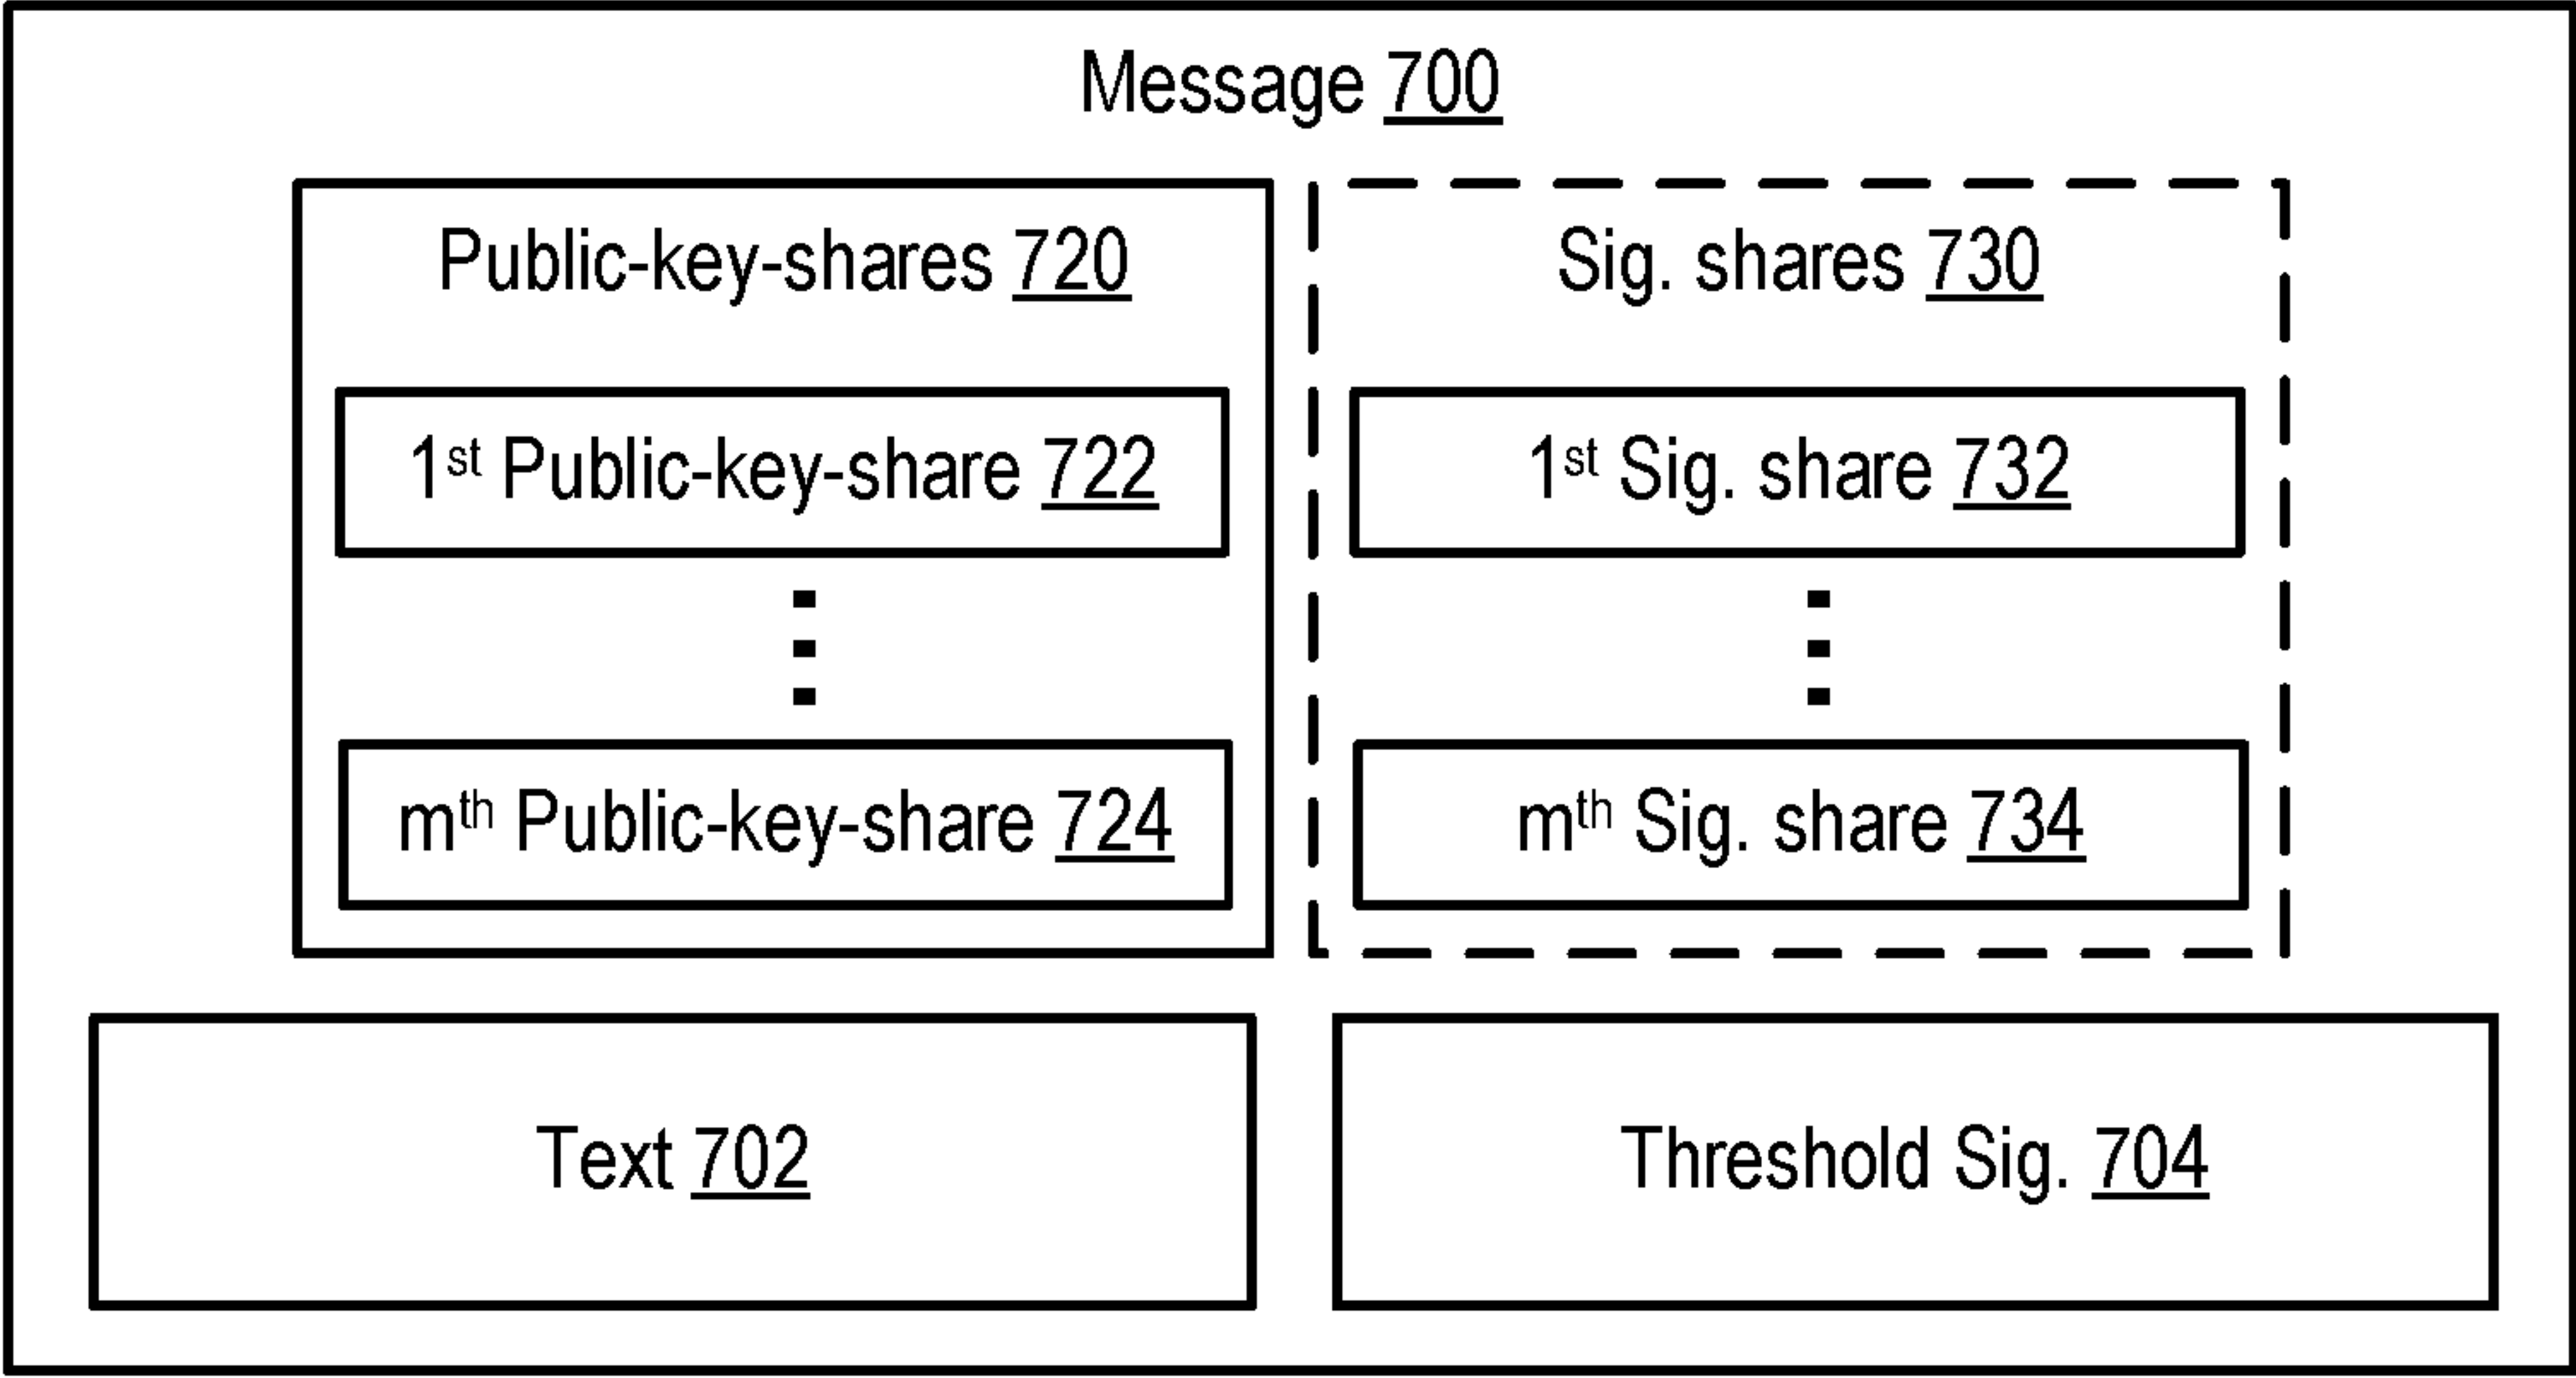 Message 700
Public-key-shares 720
1st Public-key-share 722
mth Public-key-share 724
Sig. shares 730
1st Sig. share 732
mth Sig. share 734
Text 702
Threshold Sig. 704